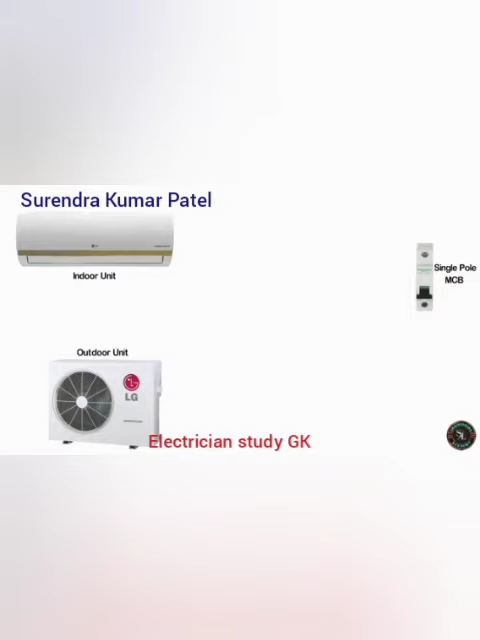 Surendra Kumar Patel
Indoor Unit
Single Pole
MCB
Outdoor Unit
LG
Electrician study GK